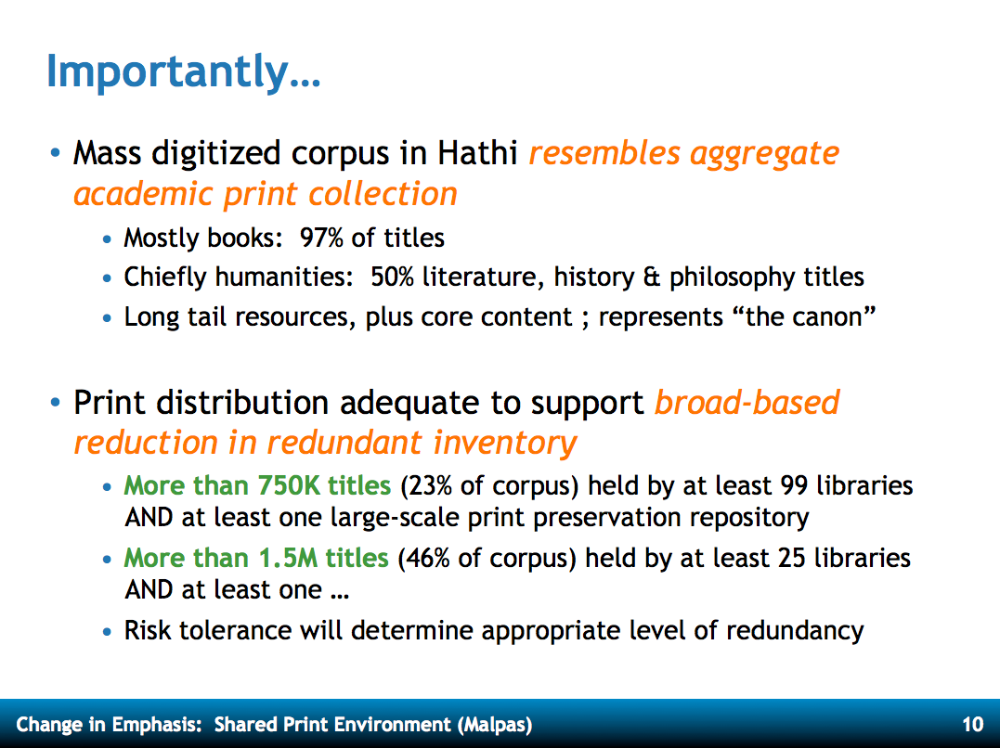 Importantly…
• Mass digitized corpus in Hathi resembles aggregate
academic print collection
• Mostly books:  97% of titles
• Chiefly humanities:  50% literature, history & philosophy titles
• Long tail resources, plus core content ; represents “the canon”
• Print distribution adequate to support broad-based
reduction in redundant inventory
• More than 750K titles (23% of corpus) held by at least 99 libraries
AND at least one large-scale print preservation repository
• More than 1.5M titles (46% of corpus) held by at least 25 libraries
AND at least one …
• Risk tolerance will determine appropriate level of redundancy
Change in Emphasis:  Shared Print Environment (Malpas) 10